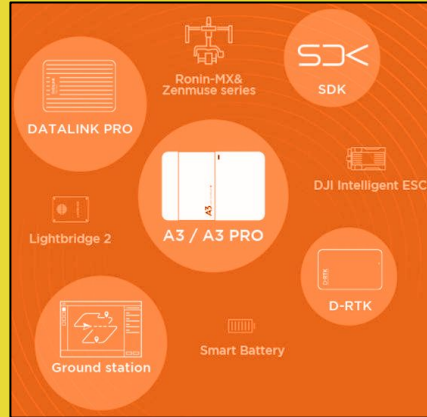 Ronin-MX&
Zenmuse series
SDK
DATALINK PRO
DJI Intelligent ESC
A3
A3 / A3 PRO
Lightbridge 2
D-RTK
D-RTK
Smart Battery
Ground station